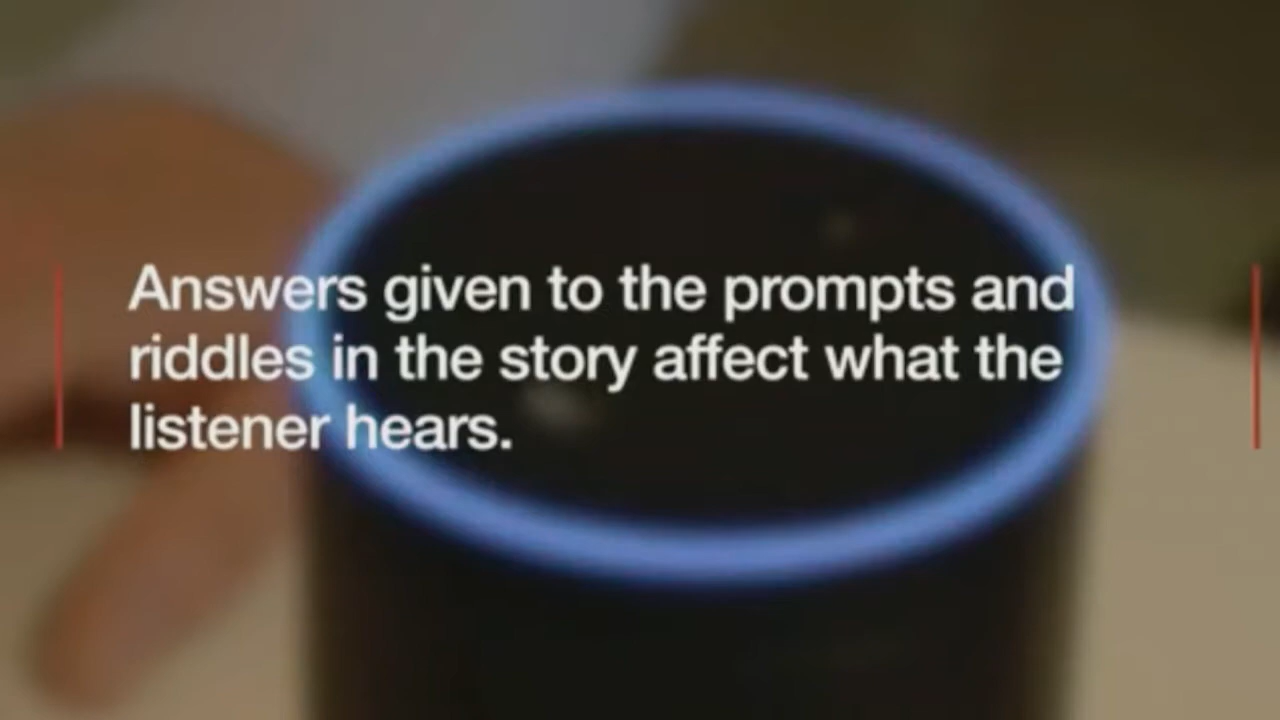 Answers given to the prompts and
riddles in the story affect what the
listener hears.